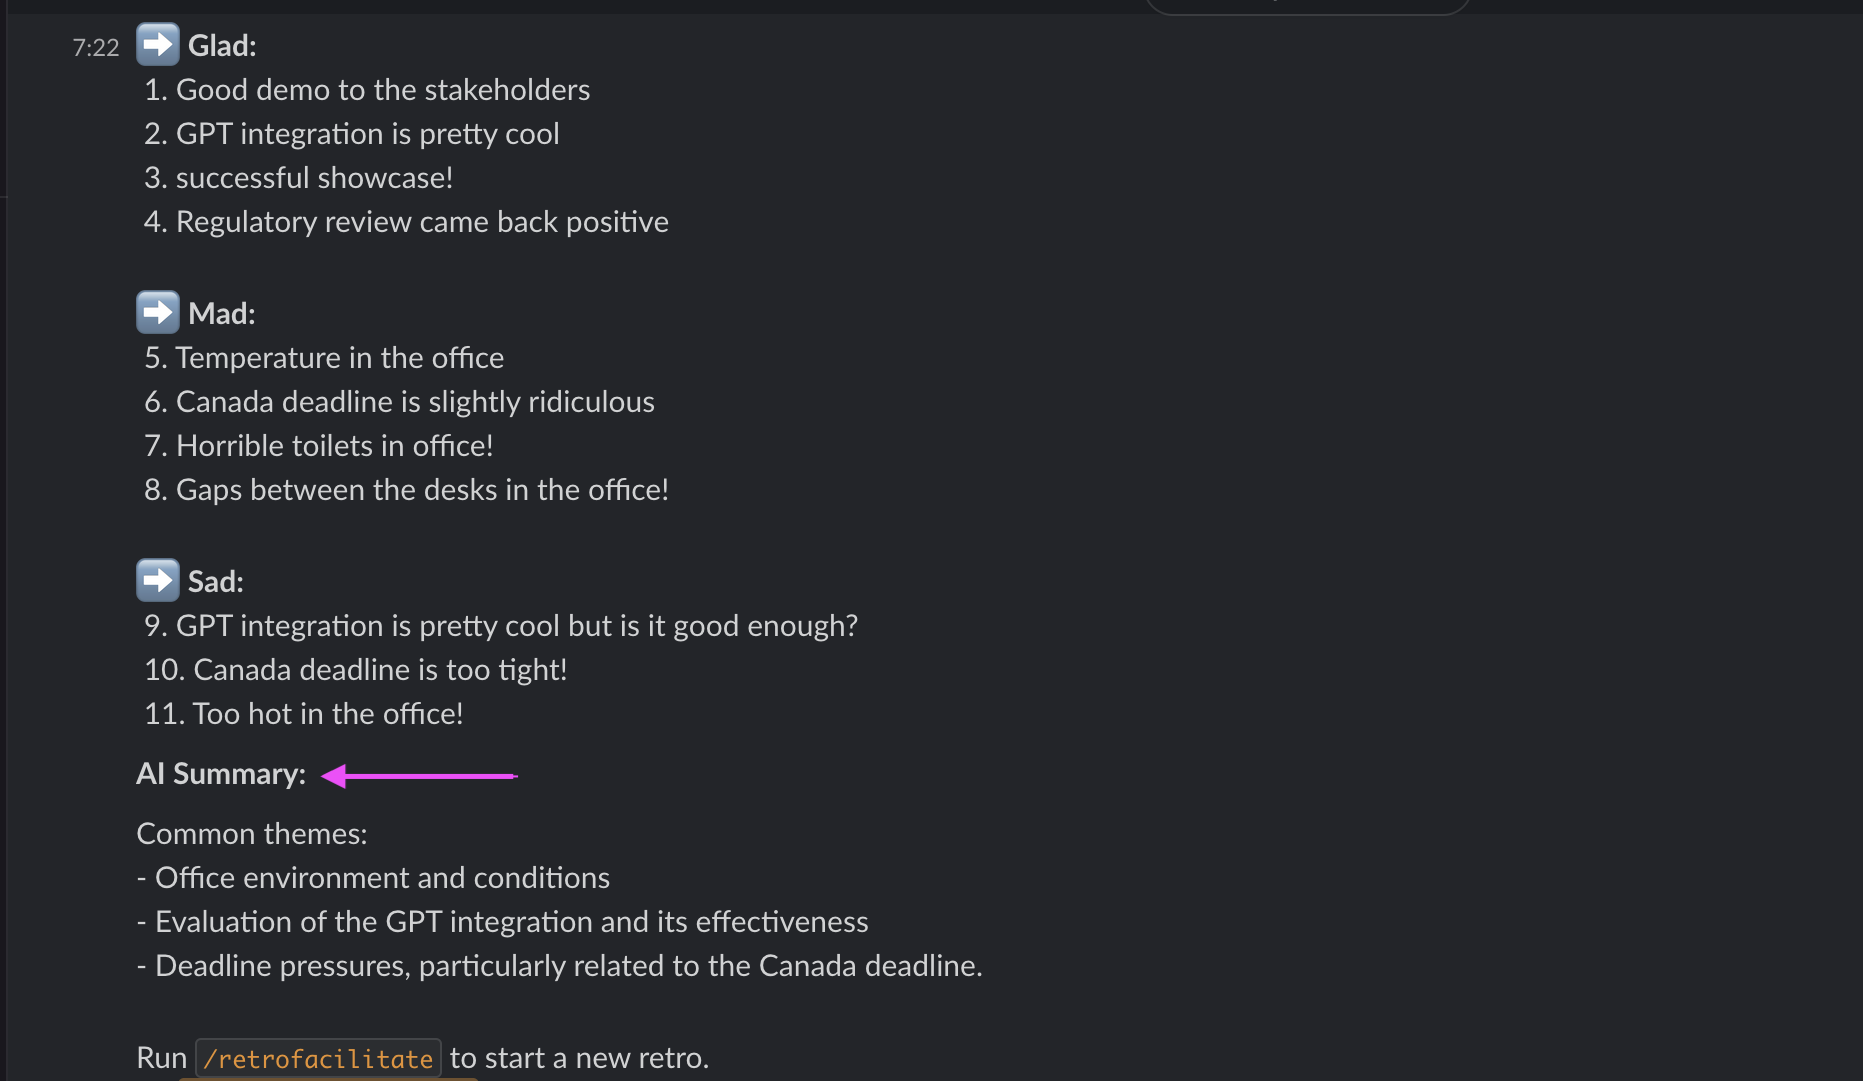 7:22 ➡️ Glad:
1. Good demo to the stakeholders
2. GPT integration is pretty cool
3. successful showcase!
4. Regulatory review came back positive
➡️ Mad:
5. Temperature in the office
6. Canada deadline is slightly ridiculous
7. Horrible toilets in office!
8. Gaps between the desks in the office!
➡️ Sad:
9. GPT integration is pretty cool but is it good enough?
10. Canada deadline is too tight!
11. Too hot in the office!
AI Summary:
Common themes:
- Office environment and conditions
- Evaluation of the GPT integration and its effectiveness
- Deadline pressures, particularly related to the Canada deadline.
Run /retrofacilitate to start a new retro.